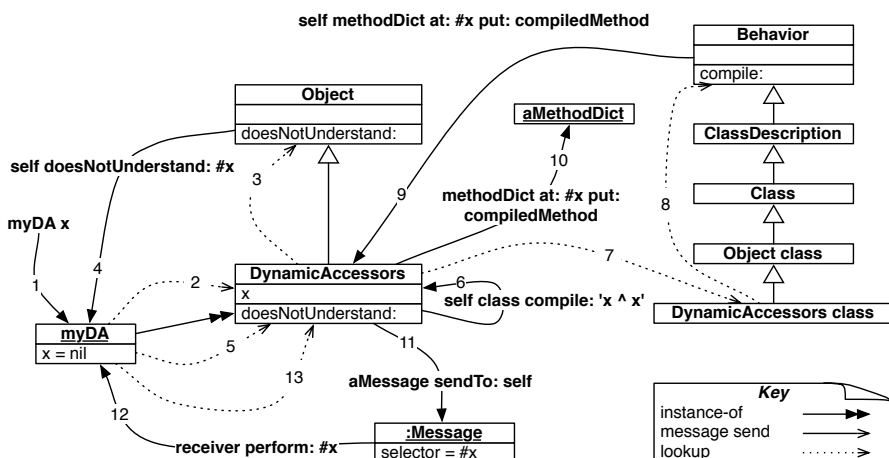 self methodDict at: #x put: compiledMethod
Behavior
compile:
Object
doesNotUnderstand:
aMethodDict
ClassDescription
self doesNotUnderstand: #x
3
9
10
methodDict at: #x put:
compiledMethod
Class
8
myDA x
Object class
1
4
2
DynamicAccessors
x
doesNotUnderstand:
6
7
self class compile: 'x ^ x'
DynamicAccessors class
myDA
x = nil
5
11
13
aMessage sendTo: self
12
Key
instance-of
message send
lookup
receiver perform: #x
:Message
selector = #x